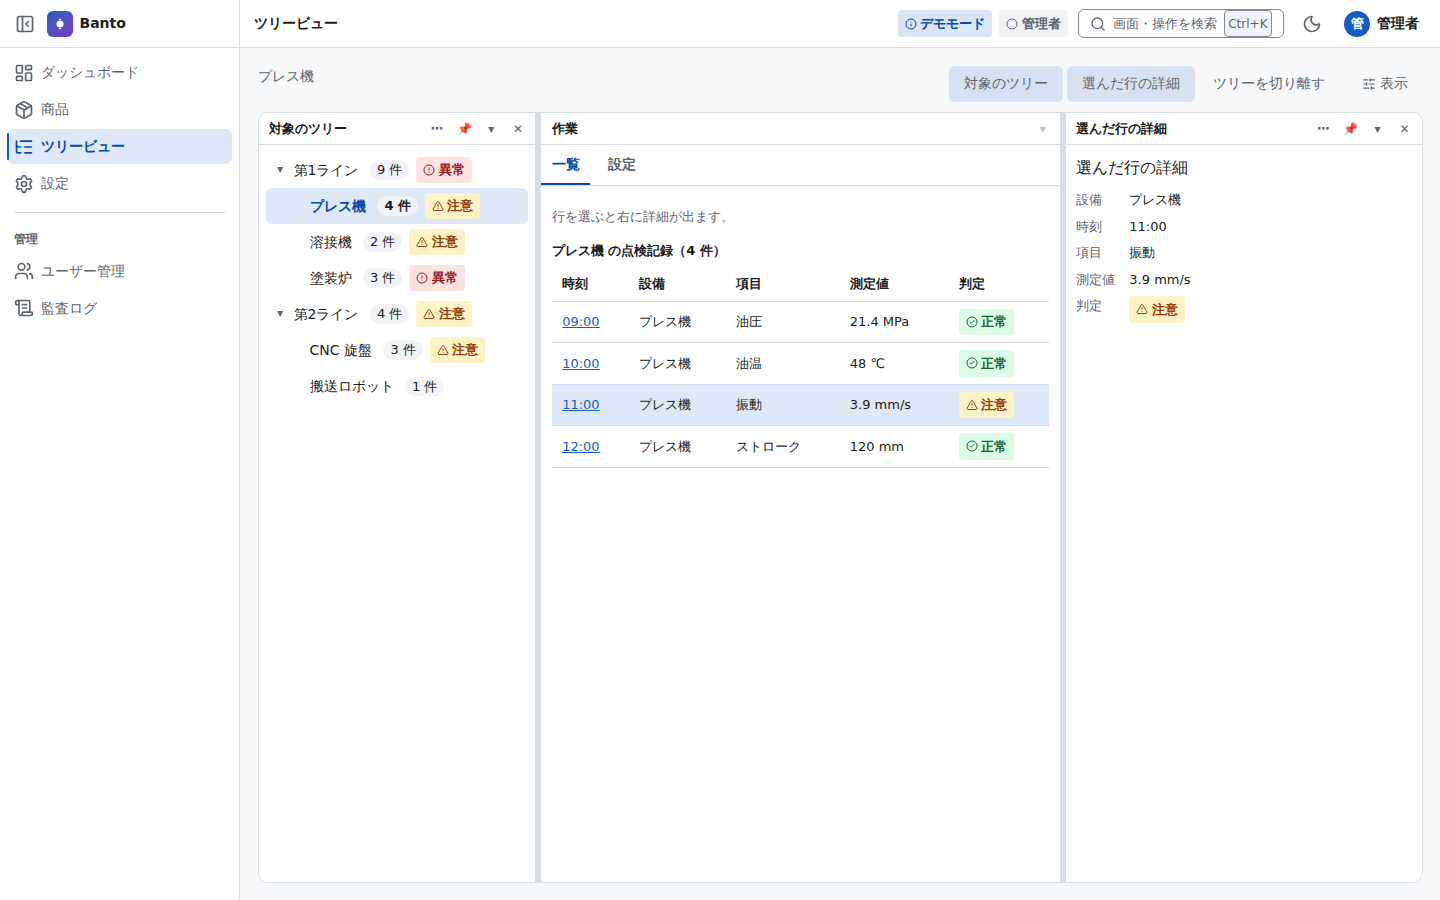 Banto
ツリービュー
デモモード
管理者
画面・操作を検索 Ctrl+K
管 管理者
ダッシュボード
商品
ツリービュー
設定
管理
ユーザー管理
監査ログ
プレス機
対象のツリー
選んだ行の詳細
ツリーを切り離す
表示
対象のツリー
第1ライン 9 件 異常
プレス機 4 件 注意
溶接機 2 件 注意
塗装炉 3 件 異常
第2ライン 4 件 注意
CNC 旋盤 3 件 注意
搬送ロボット 1 件
作業
一覧 設定
行を選ぶと右に詳細が出ます。
プレス機 の点検記録（4 件）
時刻 設備 項目 測定値 判定
09:00 プレス機 油圧 21.4 MPa 正常
10:00 プレス機 油温 48 ℃ 正常
11:00 プレス機 振動 3.9 mm/s 注意
12:00 プレス機 ストローク 120 mm 正常
選んだ行の詳細
選んだ行の詳細
設備 プレス機
時刻 11:00
項目 振動
測定値 3.9 mm/s
判定 注意